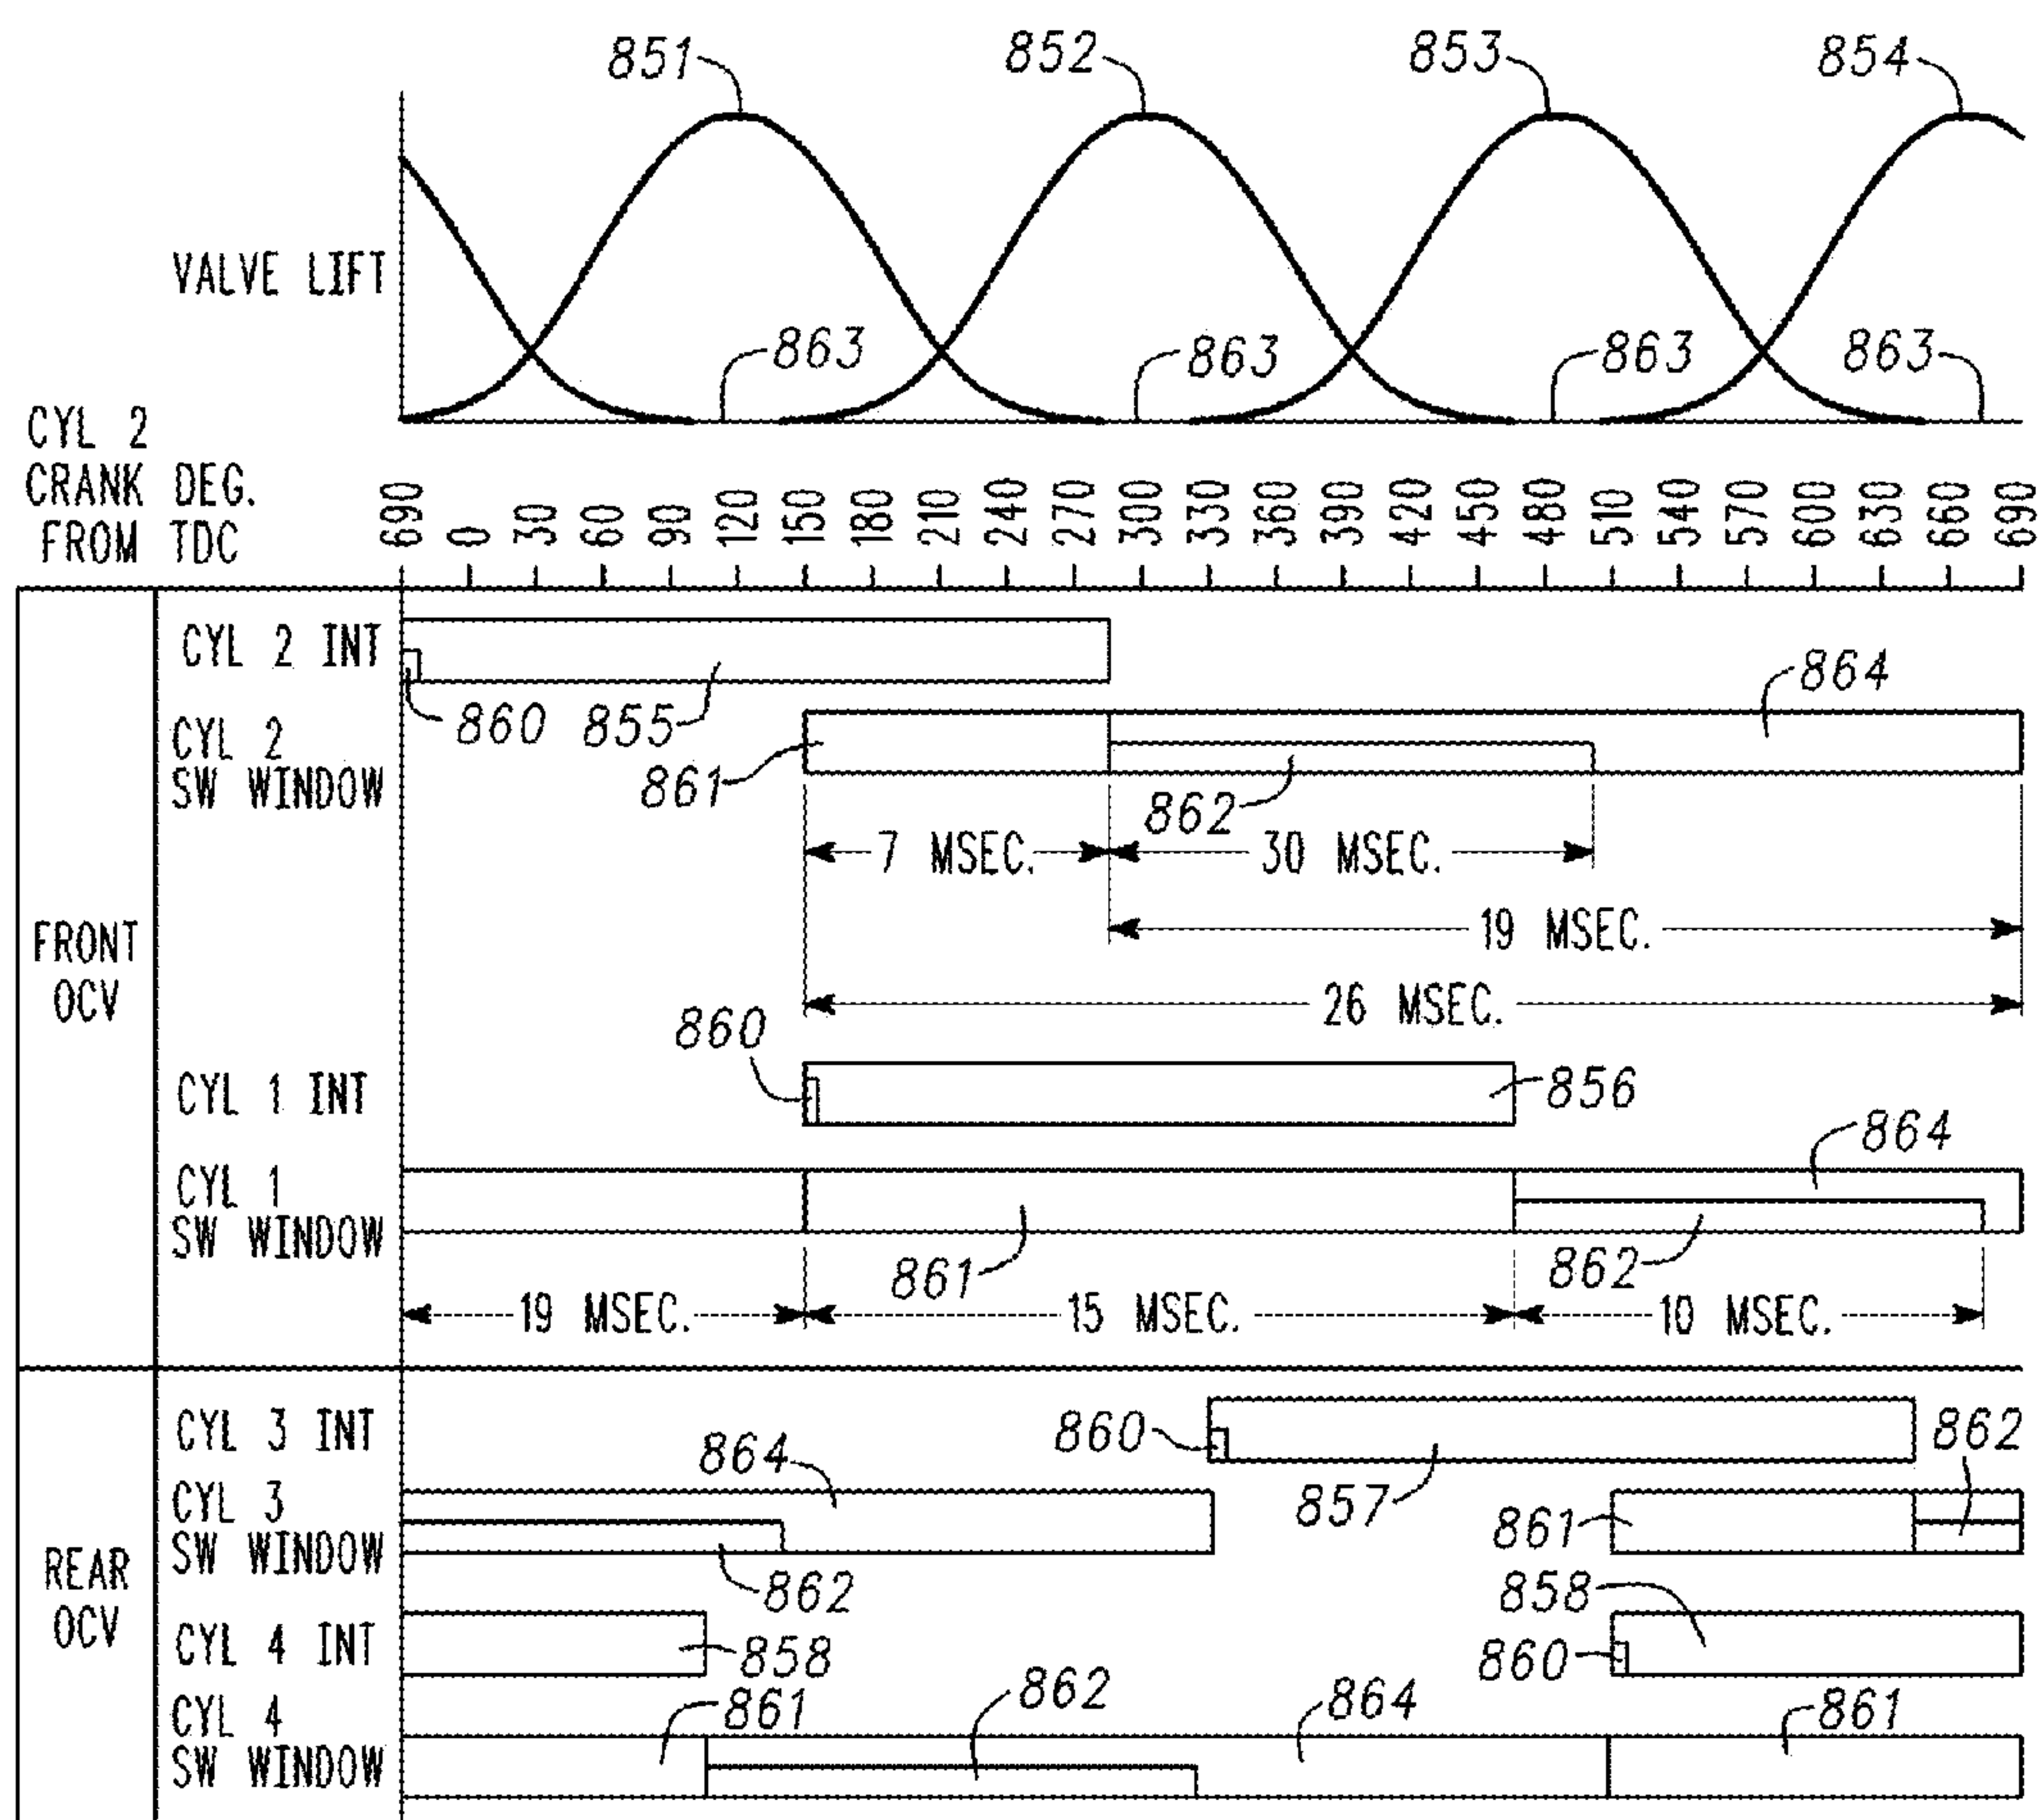 851
852
853
854
VALVE LIFT
863
863
863
863
CYL 2
CRANK DEG.
FROM TDC
690 0 30 60 90 120 150 180 210 240 270 300 330 360 390 420 450 480 510 540 570 600 630 660 690
FRONT
OCV
CYL 2 INT
860
855
864
CYL 2
SW WINDOW
861
862
7 MSEC.
30 MSEC.
19 MSEC.
26 MSEC.
860
CYL 1 INT
856
864
CYL 1
SW WINDOW
861
862
19 MSEC.
15 MSEC.
10 MSEC.
REAR
OCV
CYL 3 INT
860
857
862
864
CYL 3
SW WINDOW
861
862
858
CYL 4 INT
858
860
CYL 4
SW WINDOW
861
862
864
861